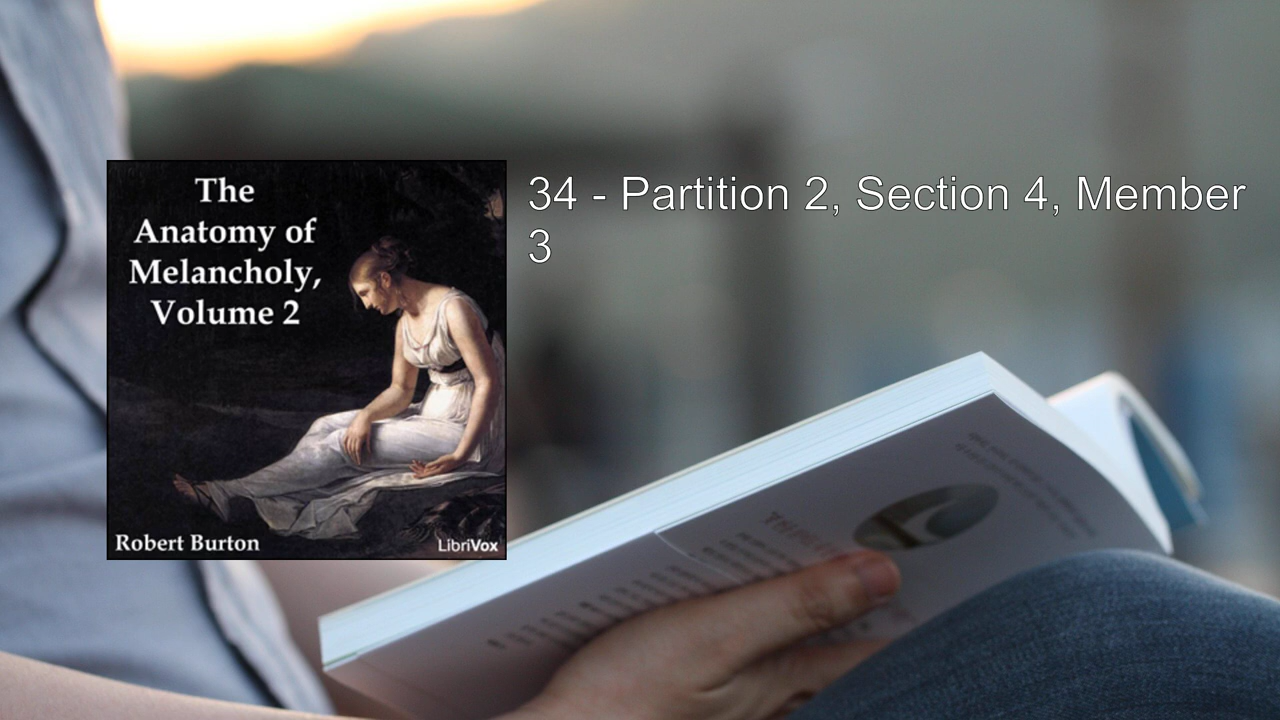 The
Anatomy of
Melancholy,
Volume 2
Robert Burton
LibriVox
34 - Partition 2, Section 4, Member
3